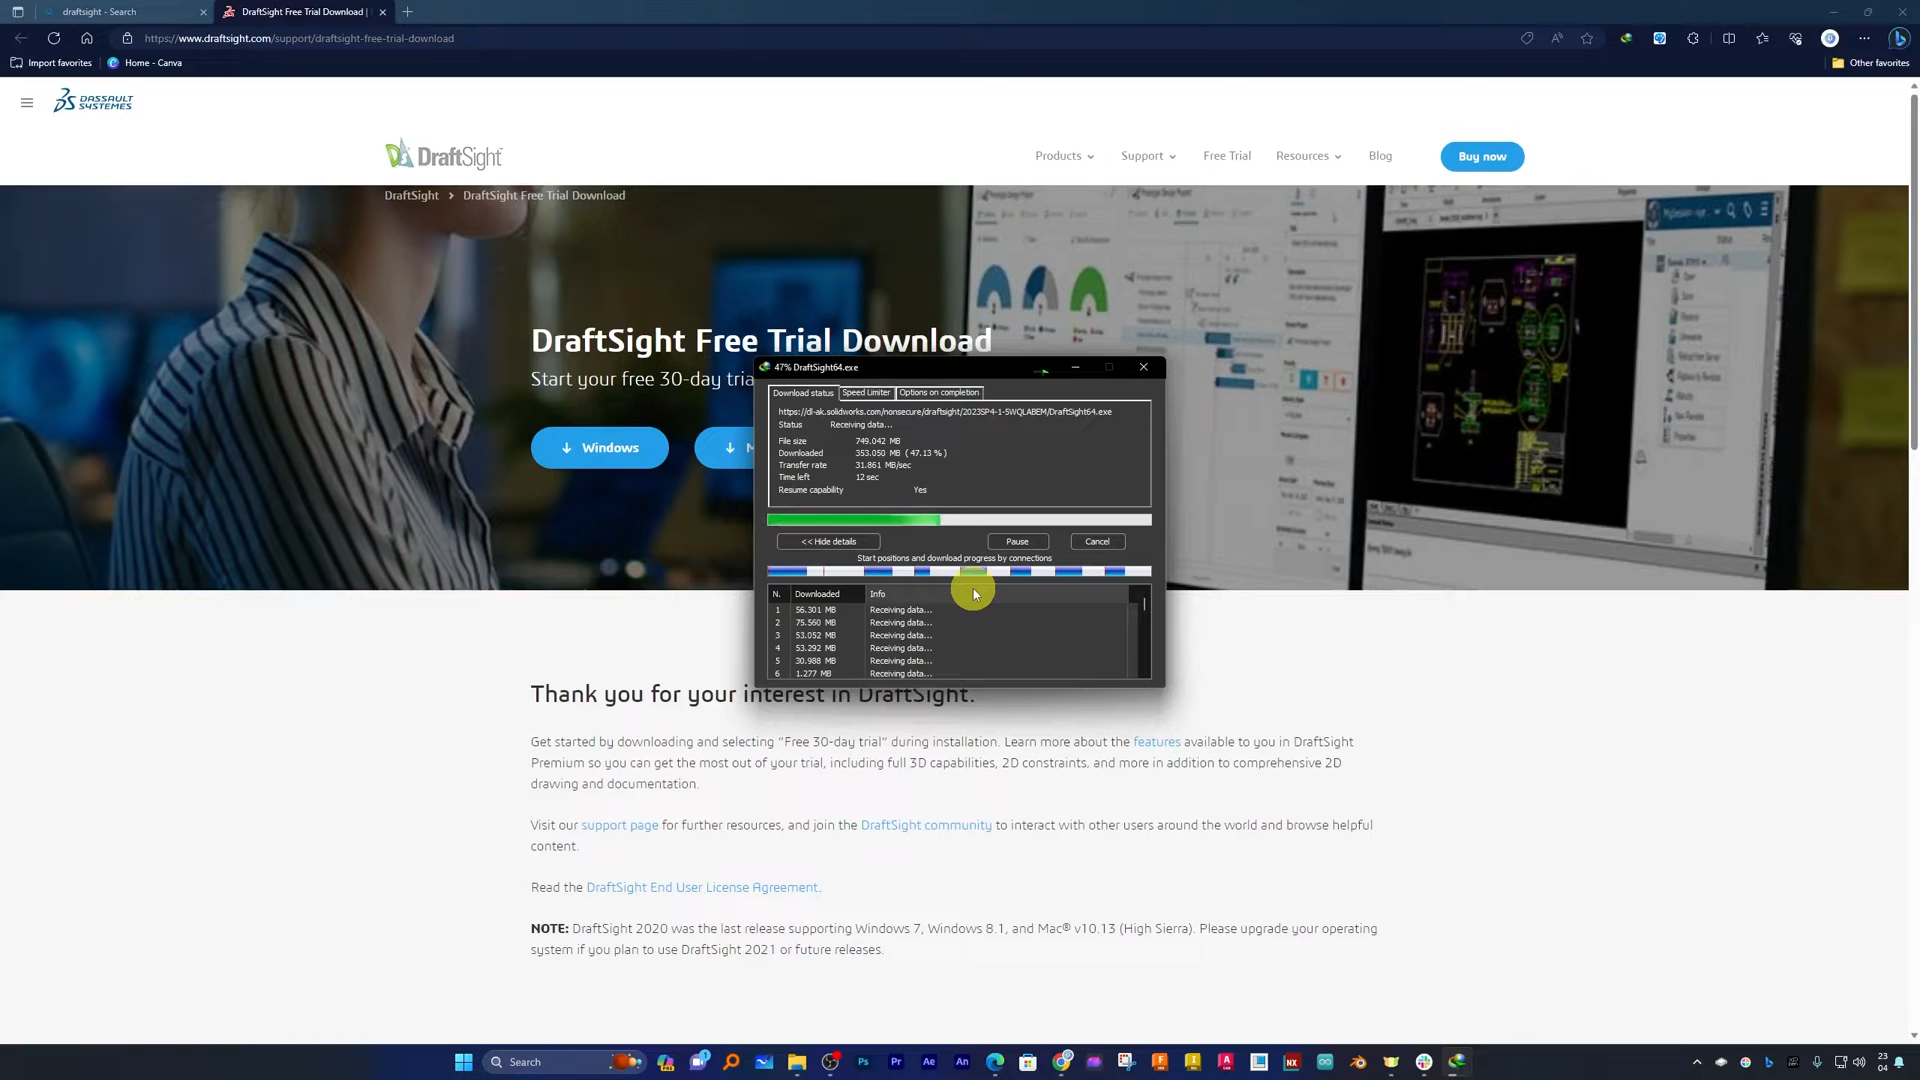 draftsight - Search
DraftSight Free Trial Download |
https://www.draftsight.com/support/draftsight-free-trial-download
Import favorites
Home - Canva
Other favorites
DASSAULT
SYSTEMES
DraftSight
Products
Support
Free Trial
Resources
Blog
Buy now
DraftSight
DraftSight Free Trial Download
DraftSight Free Trial Download
Start your free 30-day tria
Windows
M
47% DraftSight64.exe
Download status
Speed Limiter
Options on completion
https://dl-ak.solidworks.com/nonsecure/draftsight/2023SP4-1-5WQLABEM/DraftSight64.exe
Status Receiving data...
File size 749.042 MB
Downloaded 353.050 MB ( 47.13 % )
Transfer rate 31.861 MB/sec
Time left 12 sec
Resume capability Yes
<< Hide details
Pause
Cancel
Start positions and download progress by connections
N. Downloaded Info
1 56.301 MB Receiving data...
2 75.560 MB Receiving data...
3 53.052 MB Receiving data...
4 53.292 MB Receiving data...
5 30.988 MB Receiving data...
6 1.277 MB Receiving data...
Thank you for your interest in DraftSight.
Get started by downloading and selecting “Free 30-day trial” during installation. Learn more about the features available to you in DraftSight
Premium so you can get the most out of your trial, including full 3D capabilities, 2D constraints, and more in addition to comprehensive 2D
drawing and documentation.
Visit our support page for further resources, and join the DraftSight community to interact with other users around the world and browse helpful
content.
Read the DraftSight End User License Agreement.
NOTE: DraftSight 2020 was the last release supporting Windows 7, Windows 8.1, and Mac® v10.13 (High Sierra). Please upgrade your operating
system if you plan to use DraftSight 2021 or future releases.
Search
Ps
Pr
Ae
An
NX
23
04